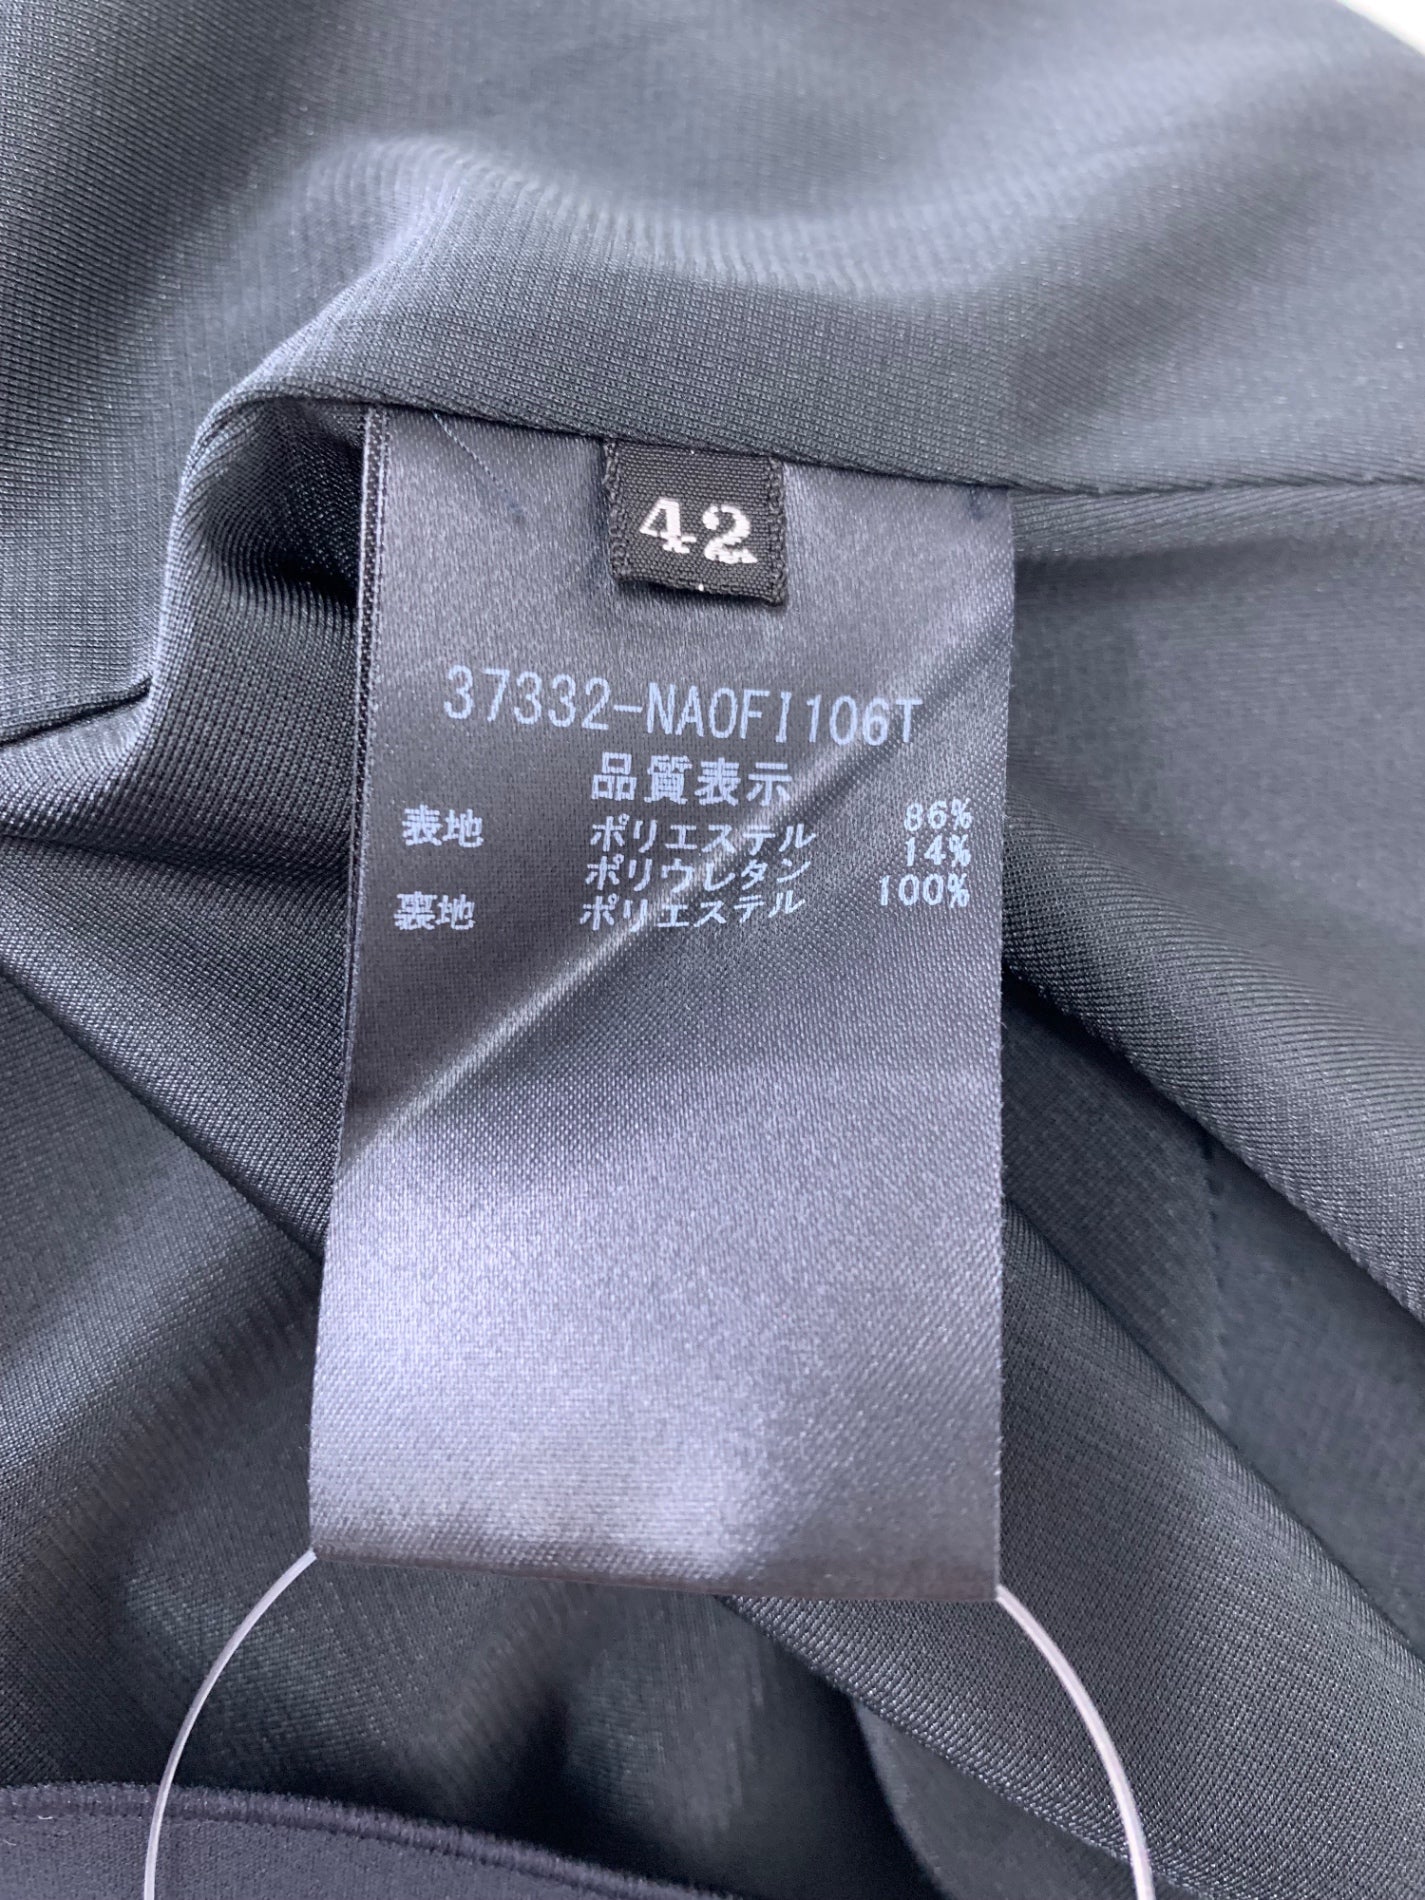 42
37332-NAOFI106T
品質表示
表地 ポリエステル 86%
ポリウレタン 14%
裏地 ポリエステル 100%